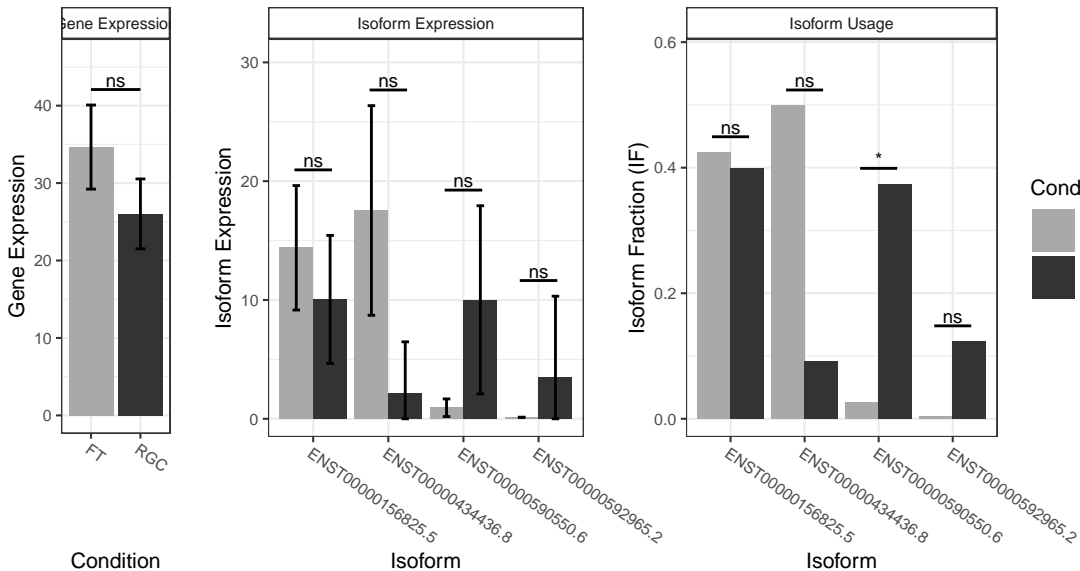 Gene Expression
Gene Expression
0
10
20
30
40
ns
FT
RGC
Condition
Isoform Expression
Isoform Expression
0
10
20
30
ns
ns
ns
ns
ENST00000156825.5
ENST00000434436.8
ENST00000590550.6
ENST00000592965.2
Isoform
Isoform Usage
Isoform Fraction (IF)
0.0
0.2
0.4
0.6
ns
ns
*
ns
ENST00000156825.5
ENST00000434436.8
ENST00000590550.6
ENST00000592965.2
Isoform
Cond